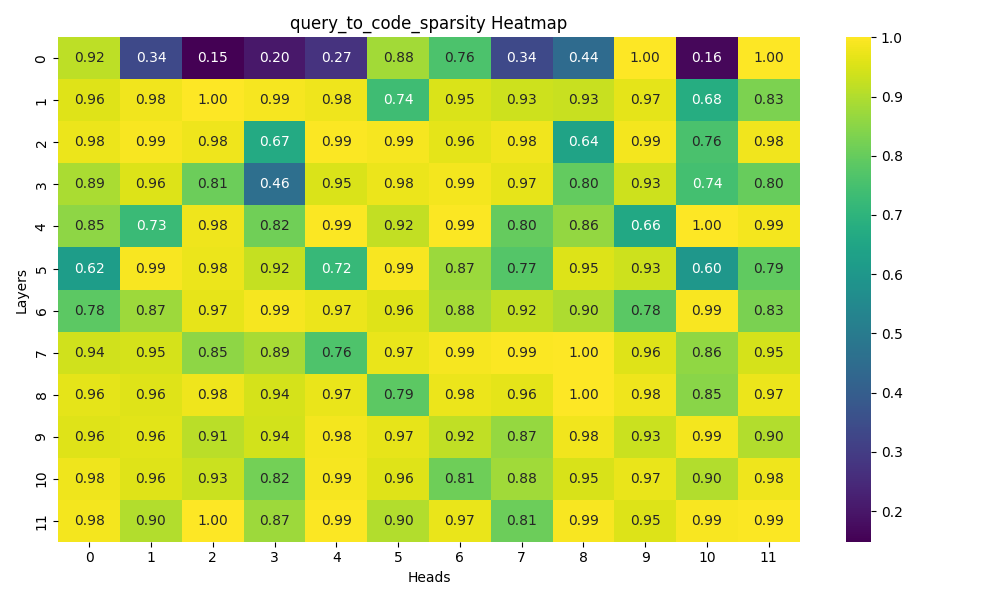 query_to_code_sparsity Heatmap
Layers
0 0.92 0.34 0.15 0.20 0.27 0.88 0.76 0.34 0.44 1.00 0.16 1.00
1 0.96 0.98 1.00 0.99 0.98 0.74 0.95 0.93 0.93 0.97 0.68 0.83
2 0.98 0.99 0.98 0.67 0.99 0.99 0.96 0.98 0.64 0.99 0.76 0.98
3 0.89 0.96 0.81 0.46 0.95 0.98 0.99 0.97 0.80 0.93 0.74 0.80
4 0.85 0.73 0.98 0.82 0.99 0.92 0.99 0.80 0.86 0.66 1.00 0.99
5 0.62 0.99 0.98 0.92 0.72 0.99 0.87 0.77 0.95 0.93 0.60 0.79
6 0.78 0.87 0.97 0.99 0.97 0.96 0.88 0.92 0.90 0.78 0.99 0.83
7 0.94 0.95 0.85 0.89 0.76 0.97 0.99 0.99 1.00 0.96 0.86 0.95
8 0.96 0.96 0.98 0.94 0.97 0.79 0.98 0.96 1.00 0.98 0.85 0.97
9 0.96 0.96 0.91 0.94 0.98 0.97 0.92 0.87 0.98 0.93 0.99 0.90
10 0.98 0.96 0.93 0.82 0.99 0.96 0.81 0.88 0.95 0.97 0.90 0.98
11 0.98 0.90 1.00 0.87 0.99 0.90 0.97 0.81 0.99 0.95 0.99 0.99
0 1 2 3 4 5 6 7 8 9 10 11
Heads
1.0
0.9
0.8
0.7
0.6
0.5
0.4
0.3
0.2